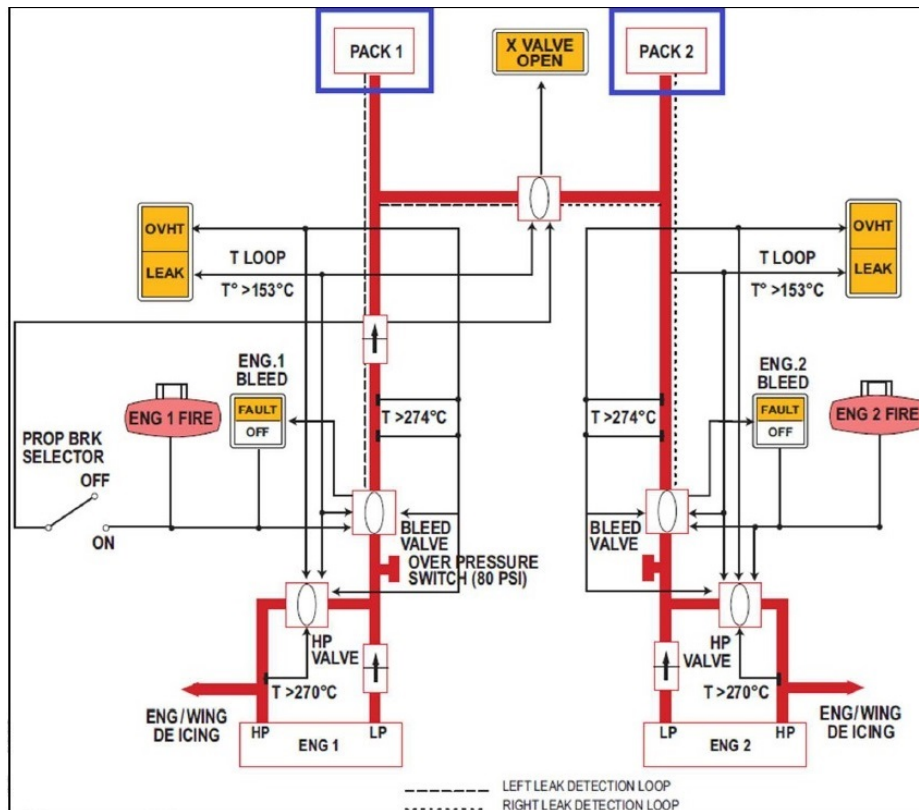 PACK 1
X VALVE
OPEN
PACK 2
OVHT
LEAK
T LOOP
T° >153°C
OVHT
LEAK
T LOOP
T° >153°C
ENG.1
BLEED
FAULT
OFF
ENG 1 FIRE
PROP BRK
SELECTOR
OFF
ON
T >274°C
T >274°C
ENG.2
BLEED
FAULT
OFF
ENG 2 FIRE
BLEED
VALVE
OVER PRESSURE
SWITCH (80 PSI)
BLEED
VALVE
HP
VALVE
T >270°C
HP
VALVE
T >270°C
ENG/WING
DE ICING
HP
ENG 1
LP
LP
ENG 2
HP
ENG/WING
DE ICING
LEFT LEAK DETECTION LOOP
RIGHT LEAK DETECTION LOOP